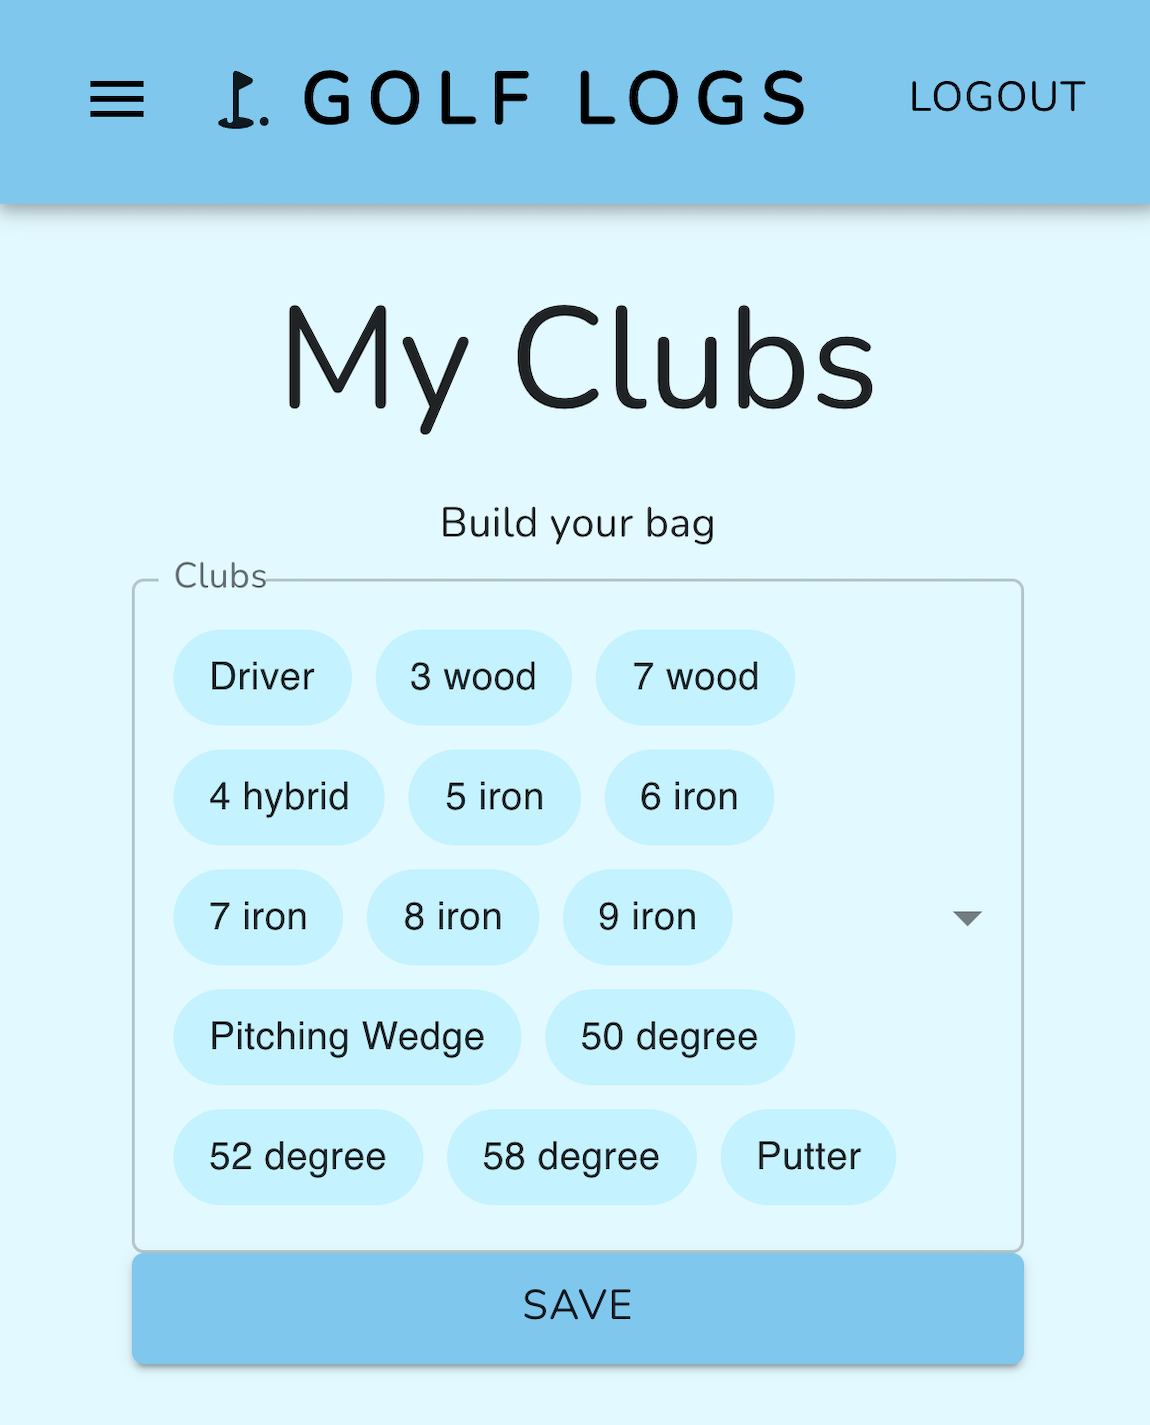 GOLF LOGS LOGOUT
My Clubs
Build your bag
Clubs
Driver 3 wood 7 wood
4 hybrid 5 iron 6 iron
7 iron 8 iron 9 iron
Pitching Wedge 50 degree
52 degree 58 degree Putter
SAVE